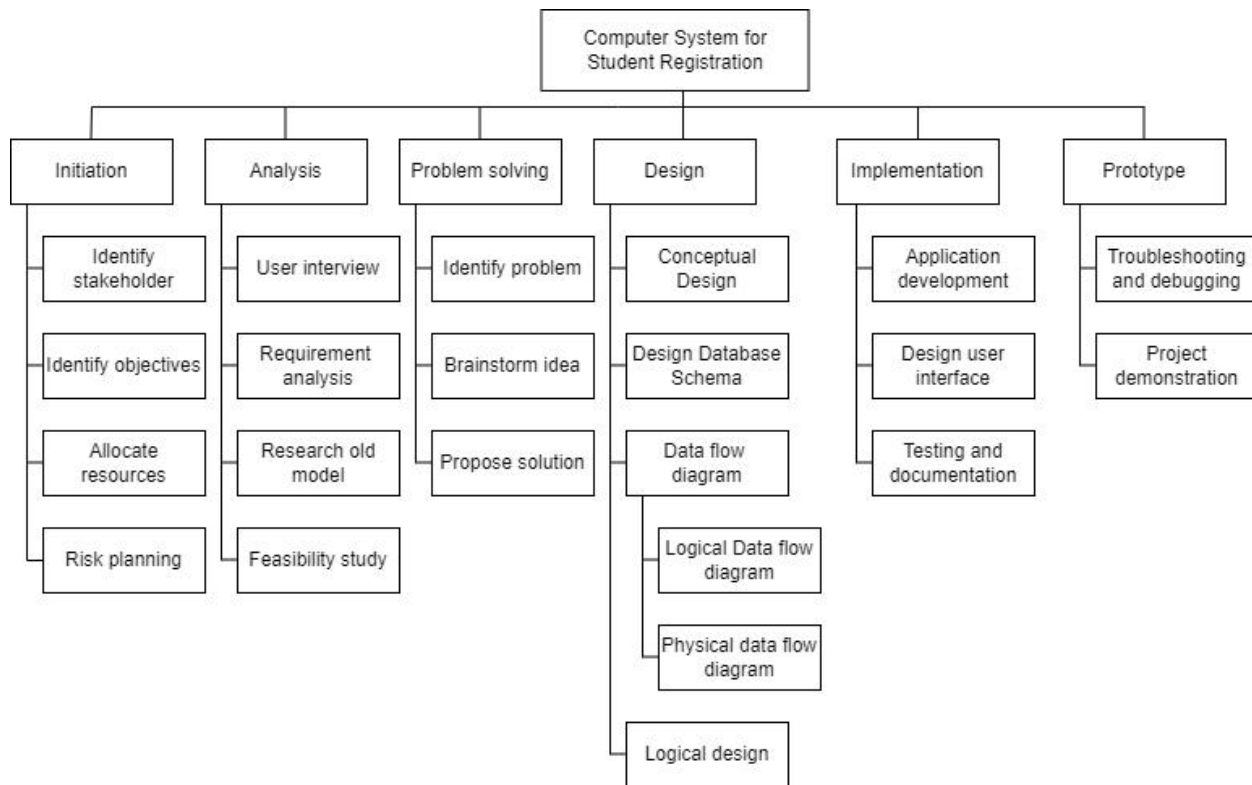 Computer System for
Student Registration
Initiation
Analysis
Problem solving
Design
Implementation
Prototype
Identify
stakeholder
Identify objectives
Allocate
resources
Risk planning
User interview
Requirement
analysis
Research old
model
Feasibility study
Identify problem
Brainstorm idea
Propose solution
Conceptual
Design
Design Database
Schema
Data flow
diagram
Logical Data flow
diagram
Physical data flow
diagram
Logical design
Application
development
Design user
interface
Testing and
documentation
Troubleshooting
and debugging
Project
demonstration